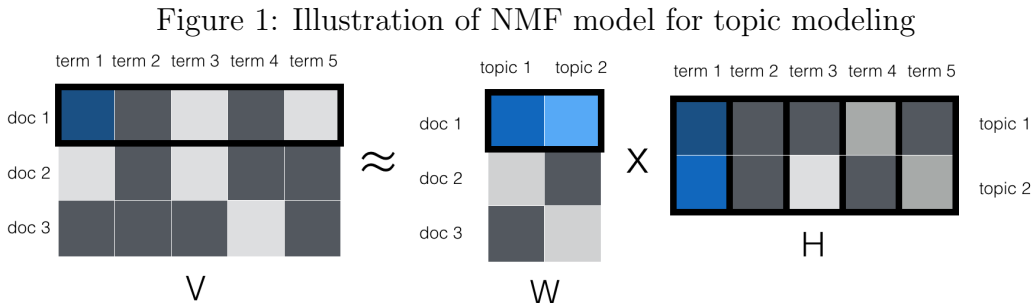 Figure 1: Illustration of NMF model for topic modeling
term 1 term 2 term 3 term 4 term 5
doc 1
doc 2
doc 3
V
≈
topic 1 topic 2
doc 1
doc 2
doc 3
W
X
term 1 term 2 term 3 term 4 term 5
topic 1
topic 2
H